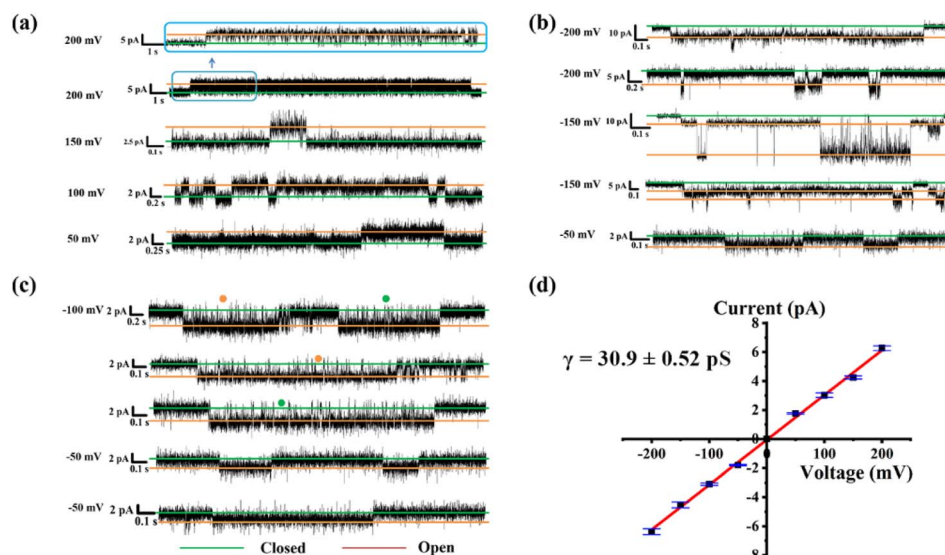 (a)
200 mV
5 pA
1 s
200 mV
5 pA
1 s
150 mV
2.5 pA
0.1 s
100 mV
2 pA
0.2 s
50 mV
2 pA
0.25 s
(b)
-200 mV
10 pA
0.1 s
-200 mV
5 pA
0.2 s
-150 mV
10 pA
0.1 s
-150 mV
5 pA
0.1
-50 mV
2 pA
0.1 s
(c)
-100 mV
2 pA
0.2 s
2 pA
0.1 s
2 pA
0.1 s
-50 mV
2 pA
0.1 s
-50 mV
2 pA
0.1 s
Closed
Open
(d)
Current (pA)
γ = 30.9 ± 0.52 pS
8
6
4
2
0
-2
-4
-6
-8
-200
-100
100
200
Voltage (mV)